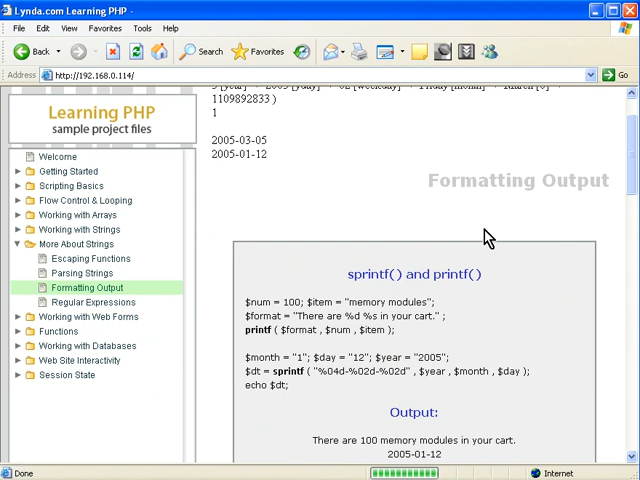 Lynda.com Learning PHP -
File Edit View Favorites Tools Help
Back Search Favorites
Address http://192.168.0.114/ Go
1109892833 )
1
2005-03-05
2005-01-12
Learning PHP
sample project files
Formatting Output
Welcome
Getting Started
Scripting Basics
Flow Control & Looping
Working with Arrays
Working with Strings
More About Strings
Escaping Functions
Parsing Strings
Formatting Output
Regular Expressions
Working with Web Forms
Functions
Working with Databases
Web Site Interactivity
Session State
sprintf() and printf()
$num = 100; $item = "memory modules";
$format = "There are %d %s in your cart." ;
printf ( $format , $num , $item );
$month = "1"; $day = "12"; $year = "2005";
$dt = sprintf ( "%04d-%02d-%02d" , $year , $month , $day );
echo $dt;
Output:
There are 100 memory modules in your cart.
2005-01-12
Done Internet